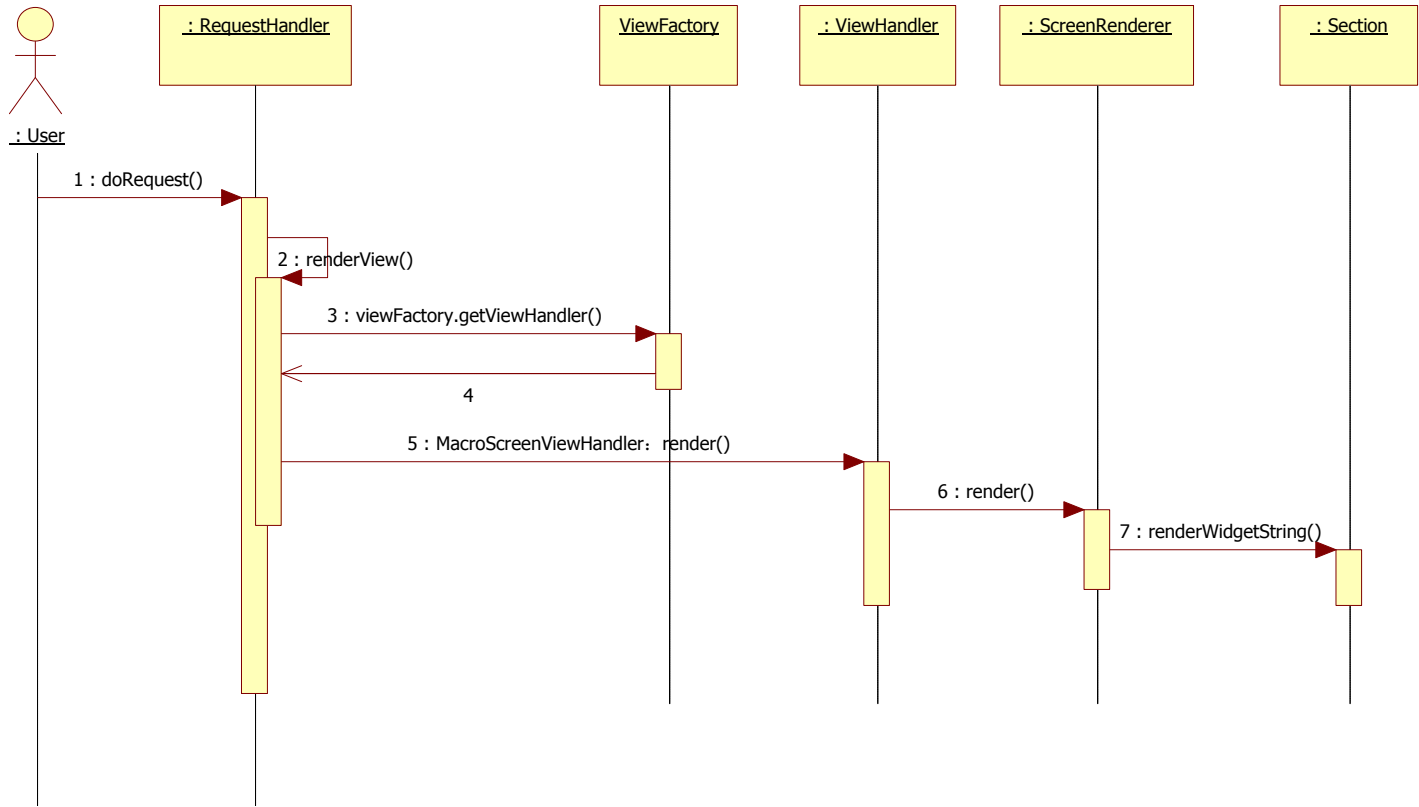 : RequestHandler
ViewFactory
: ViewHandler
: ScreenRenderer
: Section
: User
1 : doRequest()
2 : renderView()
3 : viewFactory.getViewHandler()
4
5 : MacroScreenViewHandler：render()
6 : render()
7 : renderWidgetString()